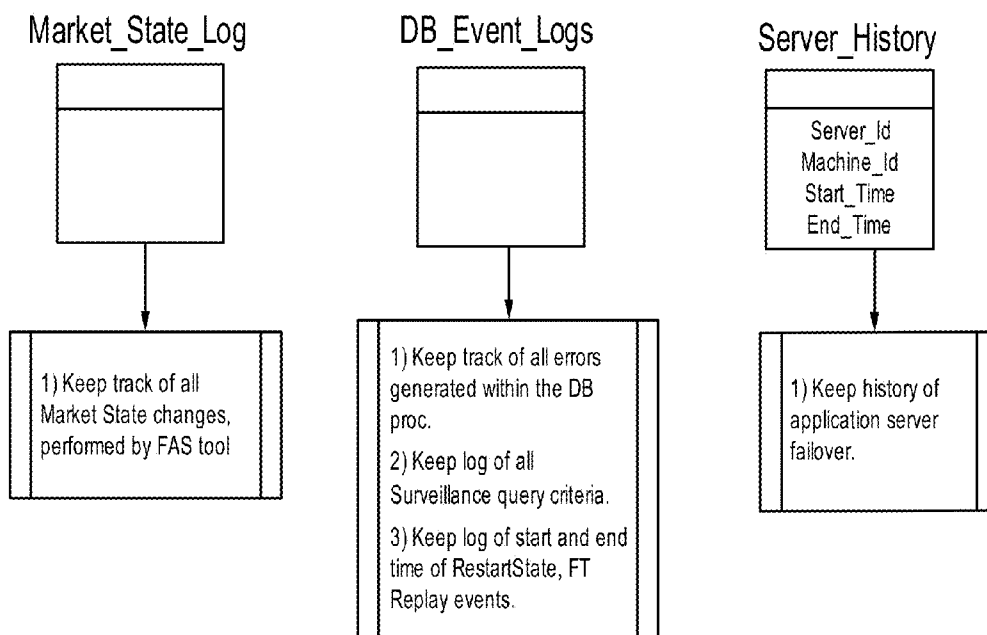 Market_State_Log
DB_Event_Logs
Server_History
Server_Id
Machine_Id
Start_Time
End_Time
1) Keep track of all
Market State changes,
performed by FAS tool
1) Keep track of all errors
generated within the DB
proc.
2) Keep log of all
Surveillance query criteria.
3) Keep log of start and end
time of RestartState, FT
Replay events.
1) Keep history of
application server
failover.